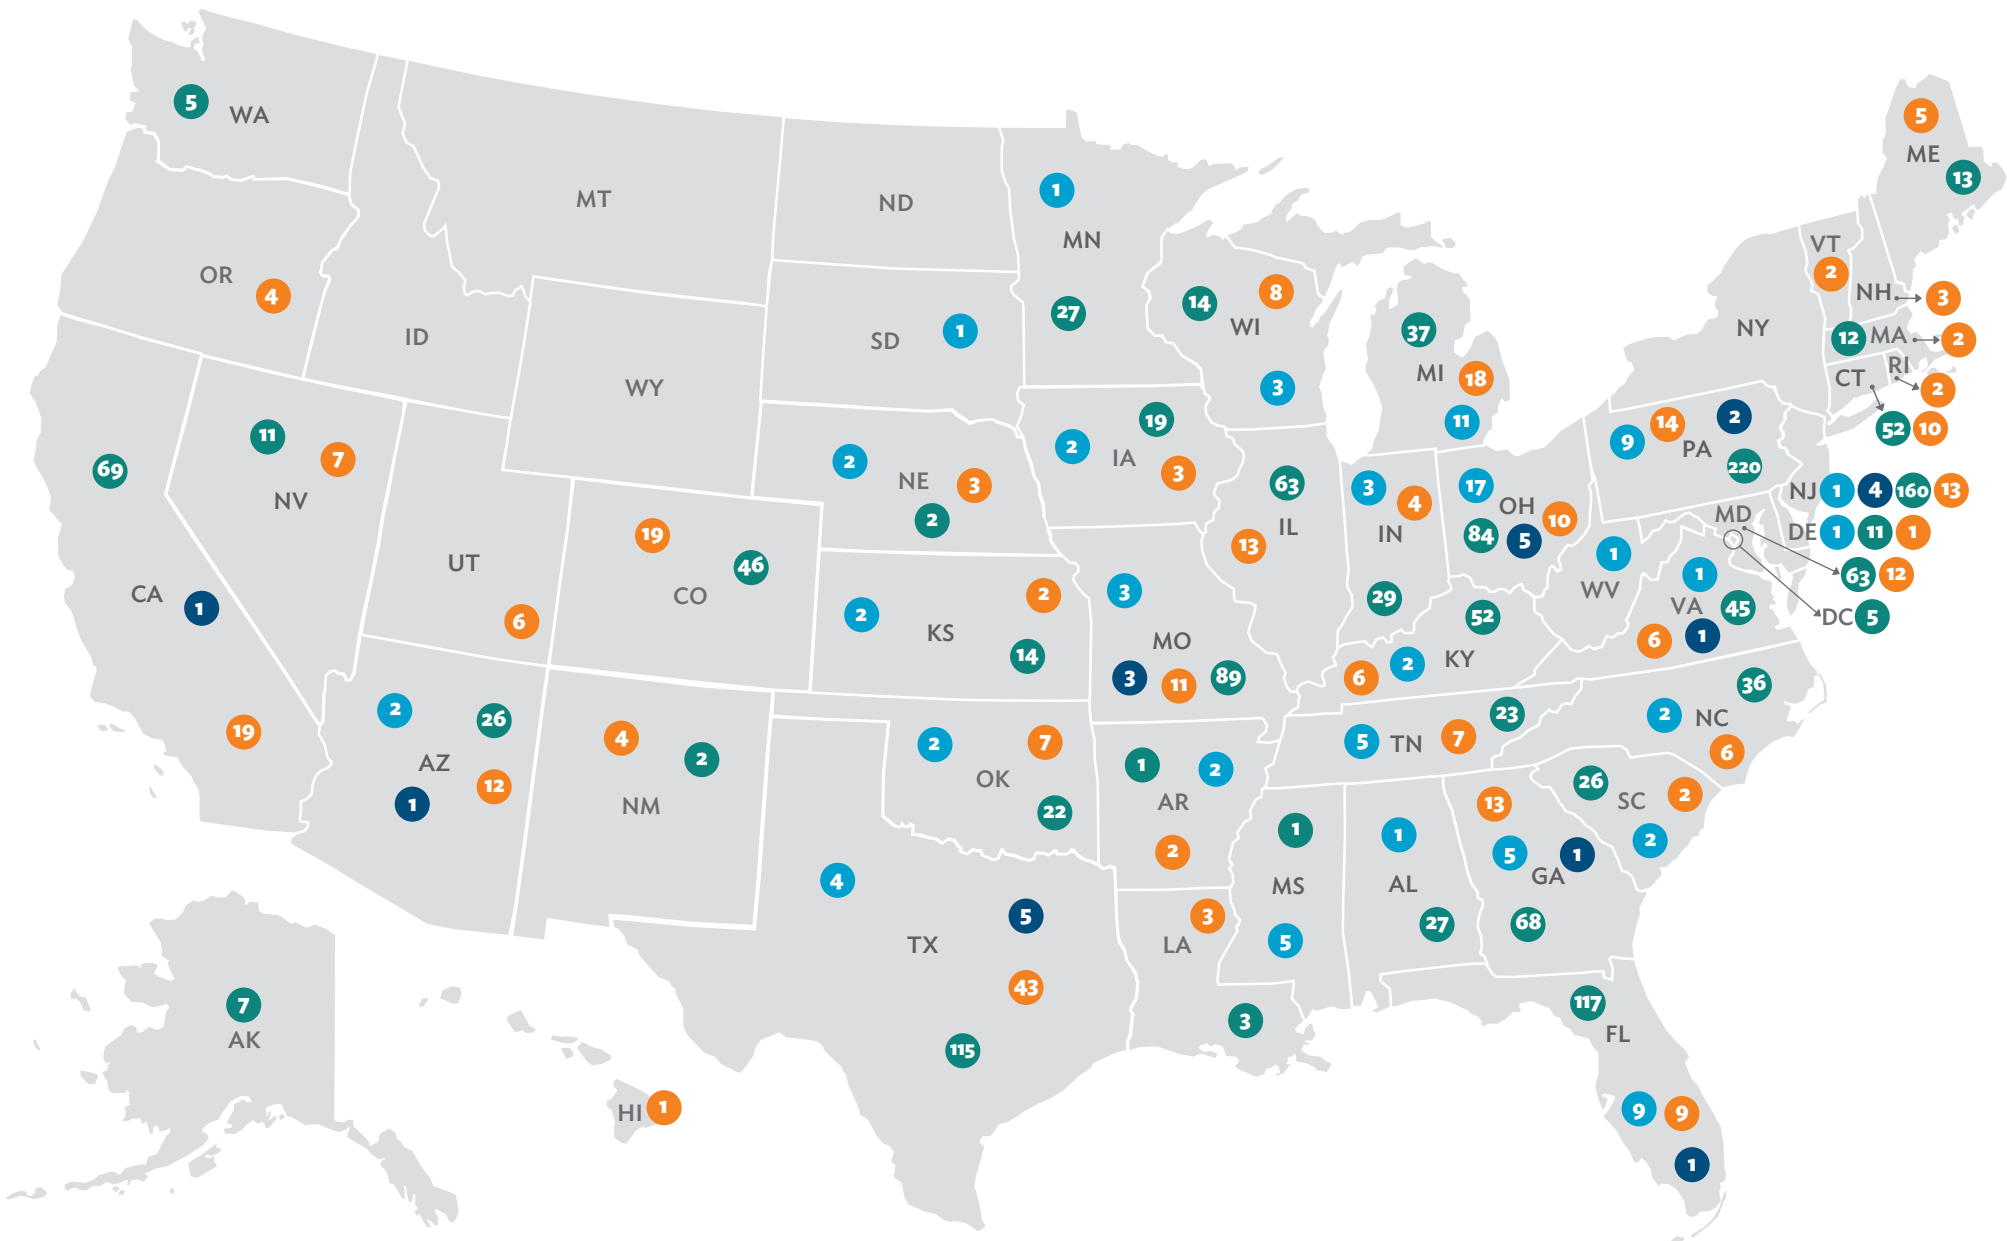 5 WA
OR
4
ID
MT
WY
ND
SD 1
1
MN
27
14
8
WI
3
37
MI 18
11
5
ME
13
VT
2
NH 3
NY
12 MA 2
CT RI 2
52 10
11
7
NV
69
CA 1
19
UT
6
19
46
CO
2
NE 3
2
2
KS
2
14
2
19
IA
3
63
IL
13
3
4
IN
29
17
OH
84 5 10
9 14 2
PA
220
NJ 1 4 160 13
MD
DE 1 11 1
63 12
DC 5
1
WV
1
VA 45
6 1
52
KY
6 2
3
MO
3 11 89
2
26
AZ
12
1
4
2
NM
2
7
OK
22
1
2
AR
2
5 TN 7
23
36
2 NC
6
26
SC 2
2
13
5
1
GA
68
1
AL
27
1
MS
5
3
LA
3
4
5
TX
43
115
117
FL
9 9
1
7
AK
HI 1